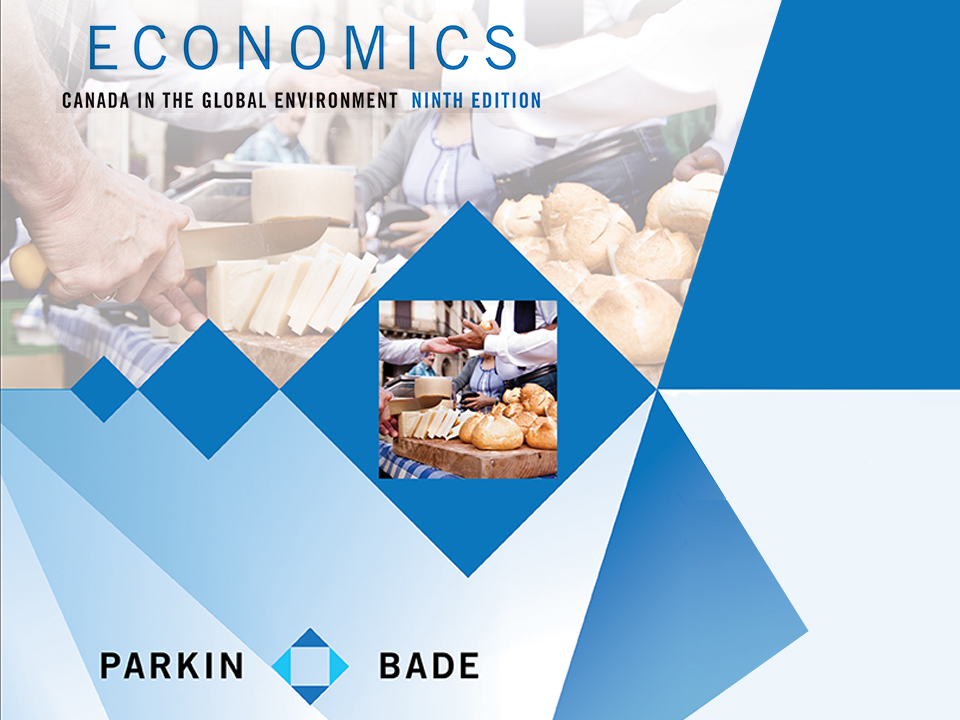 ECONOMICS
CANADA IN THE GLOBAL ENVIRONMENT NINTH EDITION
PARKIN BADE